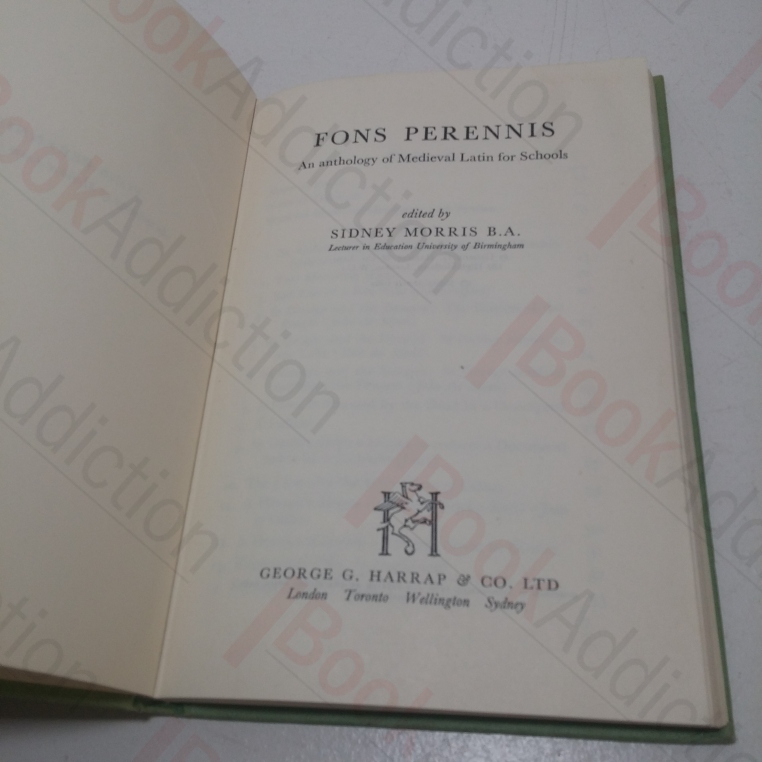 FONS PERENNIS
An anthology of Medieval Latin for Schools
edited by
SIDNEY MORRIS B.A.
Lecturer in Education University of Birmingham
H
GEORGE G. HARRAP & CO. LTD
London Toronto Wellington Sydney
BookAddiction